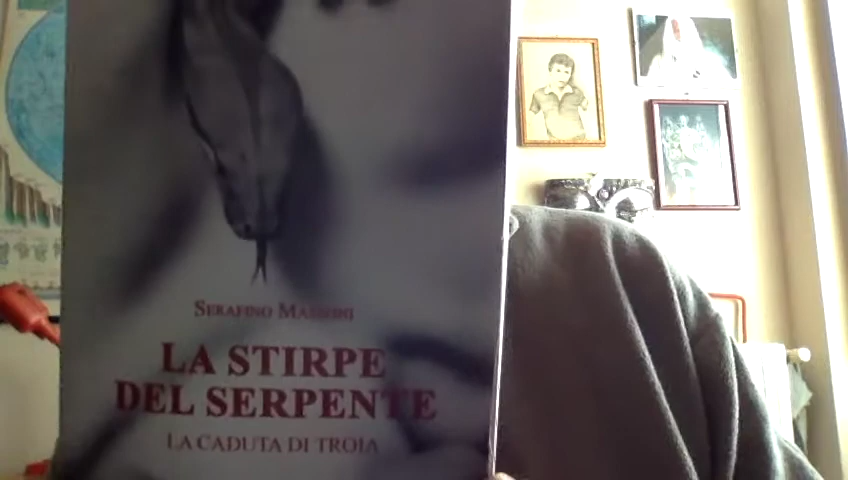 SERAFINO MASSONI
LA STIRPE
DEL SERPENTE
LA CADUTA DI TROIA